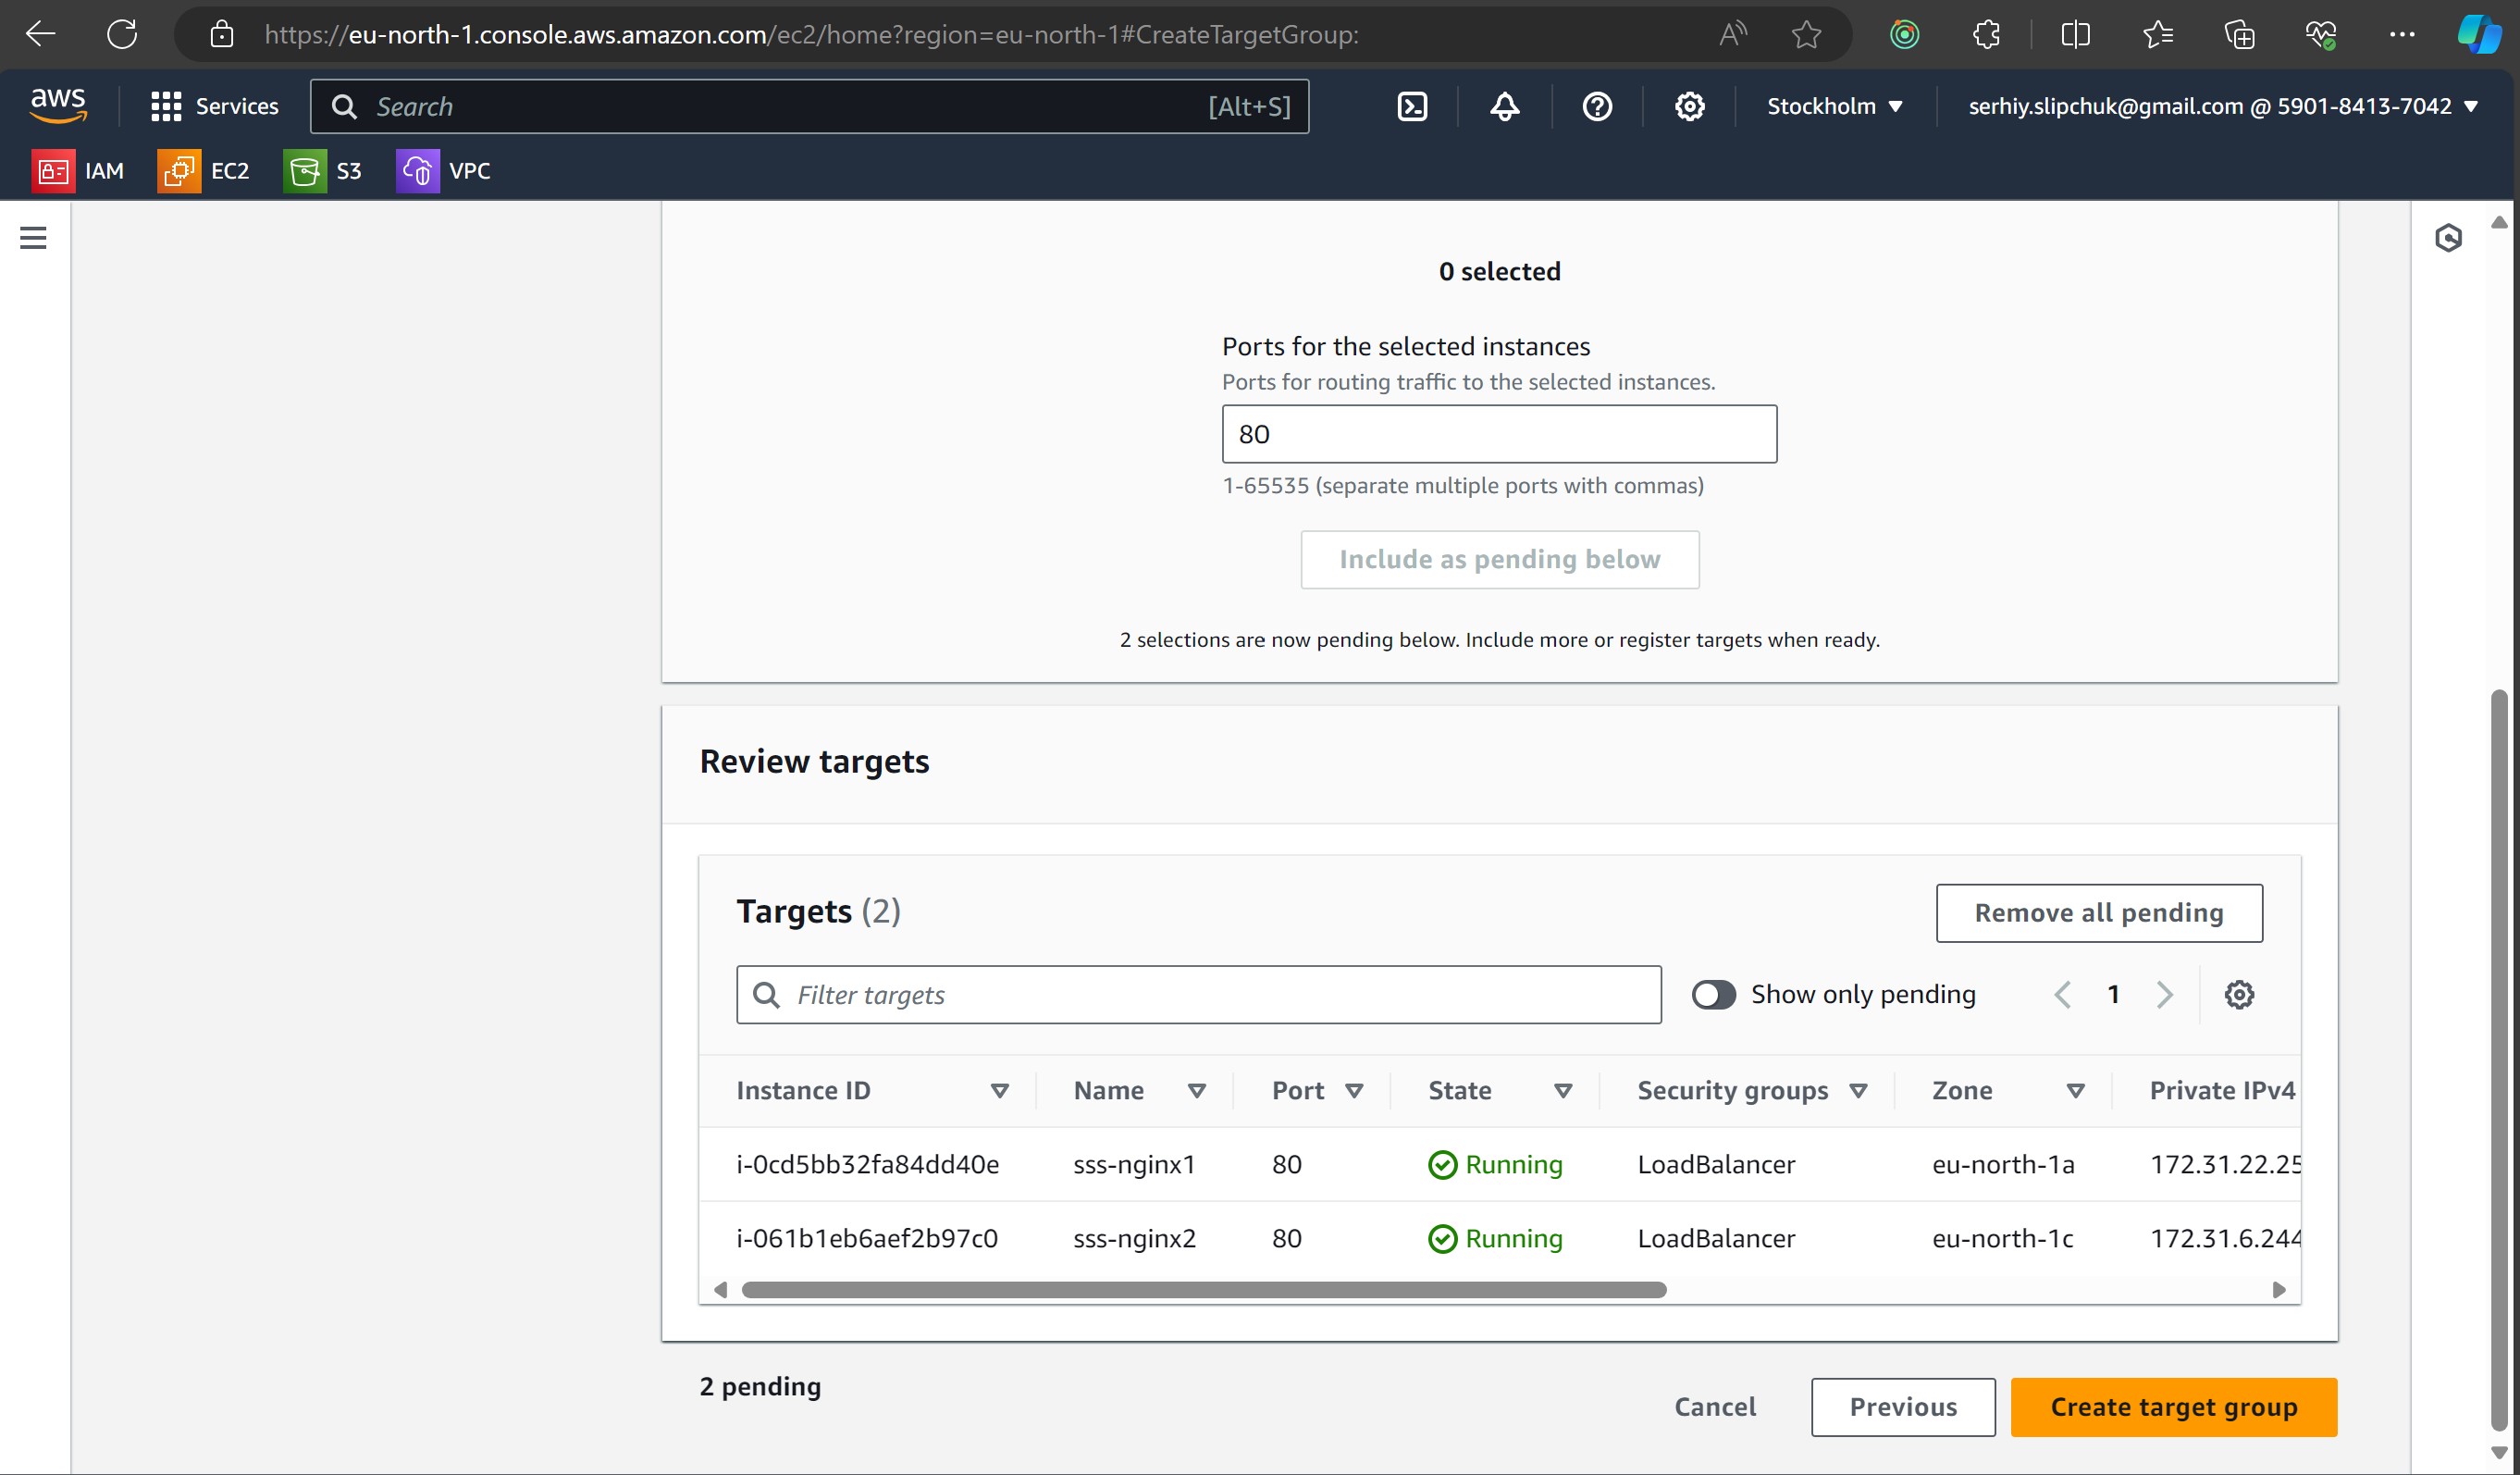 https://eu-north-1.console.aws.amazon.com/ec2/home?region=eu-north-1#CreateTargetGroup:
aws Services Search [Alt+S] Stockholm serhiy.slipchuk@gmail.com @ 5901-8413-7042
IAM EC2 S3 VPC
0 selected
Ports for the selected instances
Ports for routing traffic to the selected instances.
80
1-65535 (separate multiple ports with commas)
Include as pending below
2 selections are now pending below. Include more or register targets when ready.
Review targets
Targets (2) Remove all pending
Filter targets Show only pending 1
Instance ID Name Port State Security groups Zone Private IPv4
i-0cd5bb32fa84dd40e sss-nginx1 80 Running LoadBalancer eu-north-1a 172.31.22.25
i-061b1eb6aef2b97c0 sss-nginx2 80 Running LoadBalancer eu-north-1c 172.31.6.244
2 pending
Cancel Previous Create target group